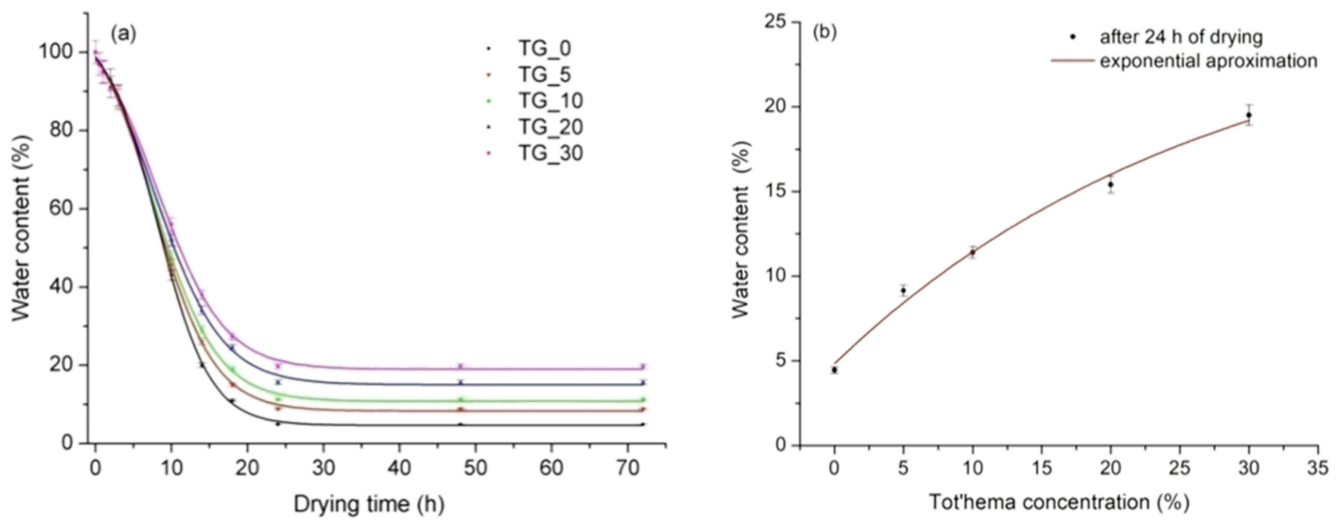 (a)
TG_0
TG_5
TG_10
TG_20
TG_30
Water content (%)
100
80
60
40
20
0
0 10 20 30 40 50 60 70
Drying time (h)
(b)
after 24 h of drying
exponential aproximation
Water content (%)
25
20
15
10
5
0
0 5 10 15 20 25 30 35
Tot'hema concentration (%)